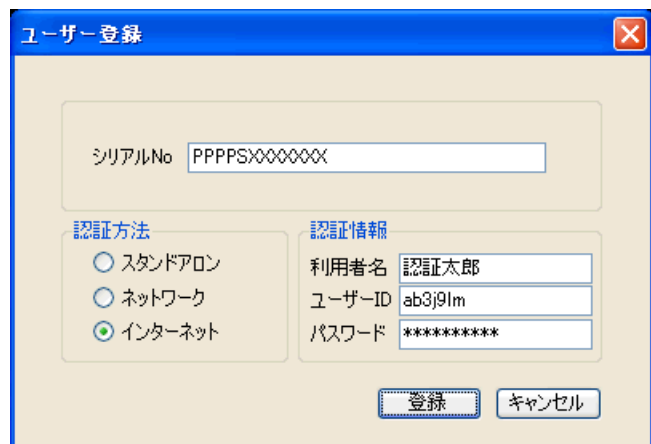 ユーザー登録
シリアルNo PPPPSXXXXXXX
認証方法
スタンドアロン
ネットワーク
インターネット
認証情報
利用者名 認証太郎
ユーザーID ab3j9lm
パスワード **********
登録 キャンセル